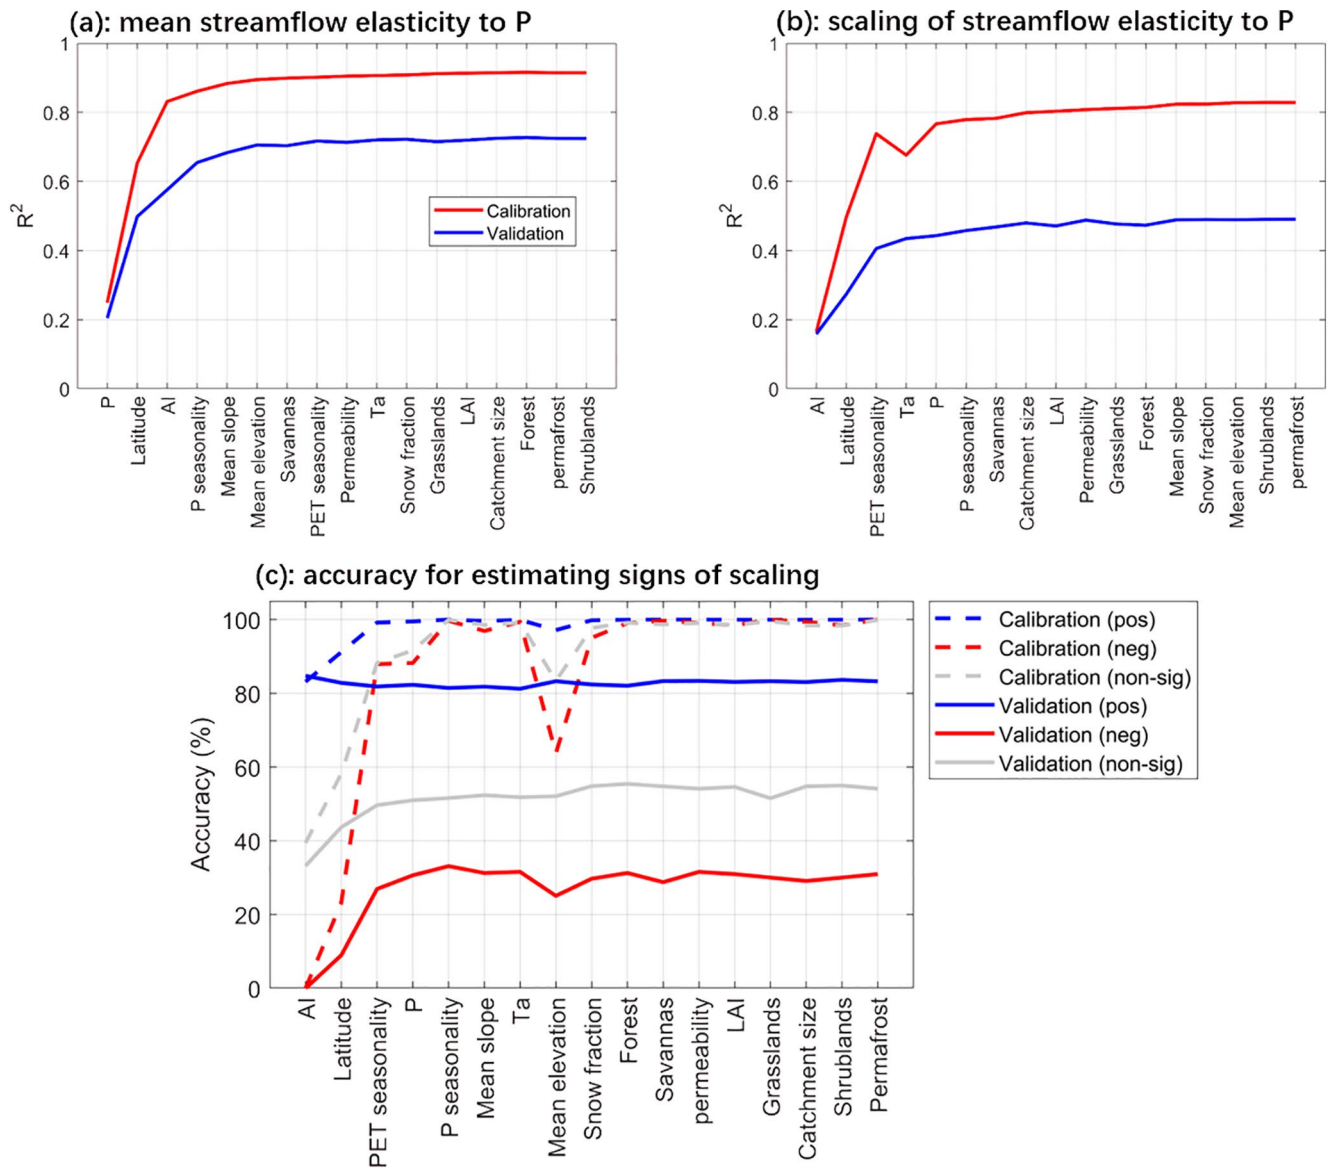 (a): mean streamflow elasticity to P
1
0.8
0.6
0.4
0.2
0
R2
Calibration
Validation
P
Latitude
AI
P seasonality
Mean slope
Mean elevation
Savannas
PET seasonality
Permeability
Ta
Snow fraction
Grasslands
LAI
Catchment size
Forest
permafrost
Shrublands
(b): scaling of streamflow elasticity to P
1
0.8
0.6
0.4
0.2
0
R2
AI
Latitude
PET seasonality
Ta
P
P seasonality
Savannas
Catchment size
LAI
Permeability
Grasslands
Forest
Mean slope
Snow fraction
Mean elevation
Shrublands
permafrost
(c): accuracy for estimating signs of scaling
100
80
60
40
20
0
Accuracy (%)
Calibration (pos)
Calibration (neg)
Calibration (non-sig)
Validation (pos)
Validation (neg)
Validation (non-sig)
AI
Latitude
PET seasonality
P
P seasonality
Mean slope
Ta
Mean elevation
Snow fraction
Forest
Savannas
permeability
LAI
Grasslands
Catchment size
Shrublands
Permafrost